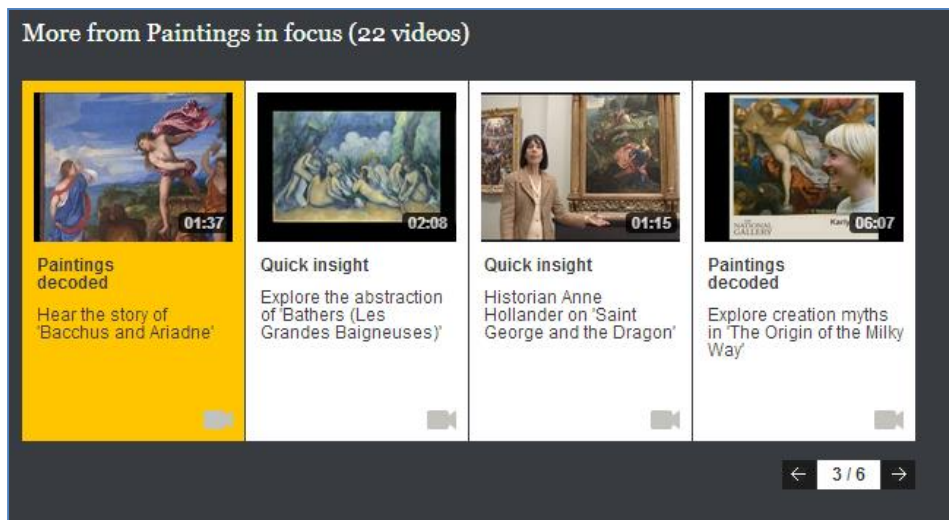 More from Paintings in focus (22 videos)
01:37
Paintings
decoded
Hear the story of
'Bacchus and Ariadne'
02:08
Quick insight
Explore the abstraction
of 'Bathers (Les
Grandes Baigneuses)'
01:15
Quick insight
Historian Anne
Hollander on 'Saint
George and the Dragon'
THE
NATIONAL
GALLERY
06:07
Paintings
decoded
Explore creation myths
in 'The Origin of the Milky
Way'
3 / 6